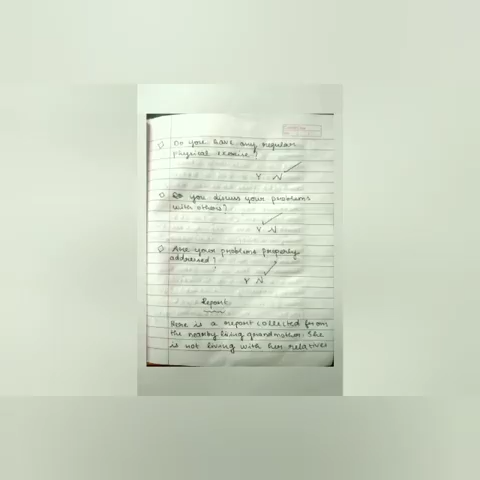 Do you have any regular
physical exercise?
Y N
Do you discuss your problems
with others?
Y N
Are your problems properly
addressed?
Y N
Report
Here is a report collected from
the nearby living grandmother. She
is not living with her relatives